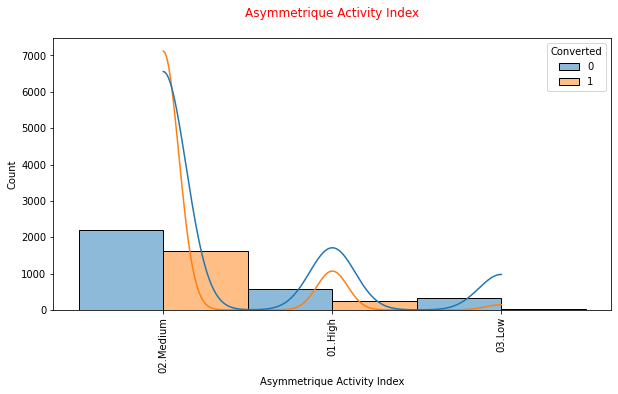 Asymmetrique Activity Index
Converted
0
1
7000
6000
5000
4000
3000
2000
1000
0
Count
02.Medium
01.High
03.Low
Asymmetrique Activity Index